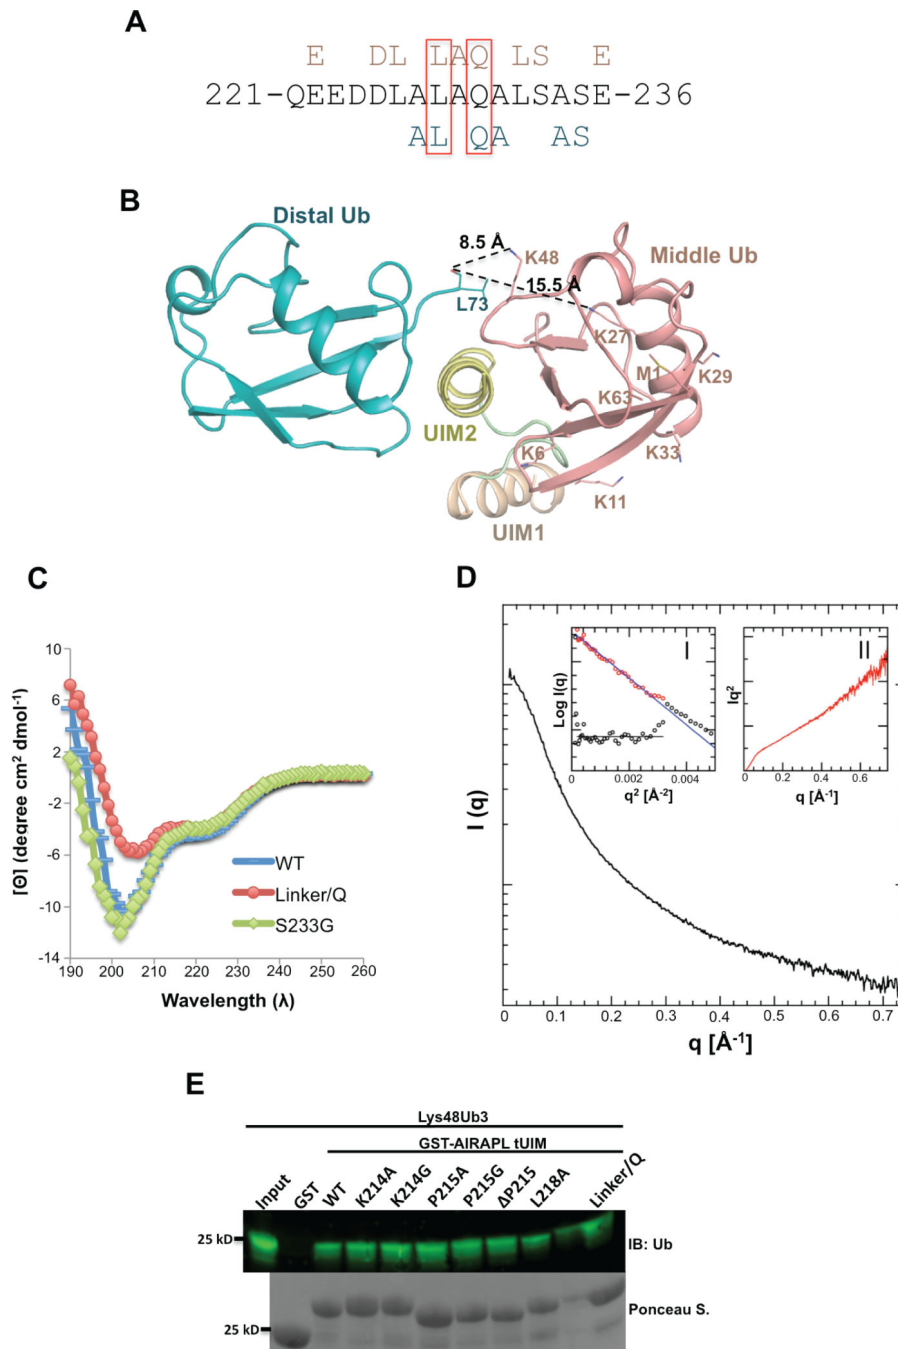 A
E DL LAQ LS E
221-QEEDDLALAQALSASE-236
AL QA AS
B
Distal Ub
8.5 Å
K48
Middle Ub
15.5 Å
L73
K27
M1
K29
K63
UIM2
K6
K33
K11
UIM1
C
10
6
2
-2
-6
-10
-14
[Θ] (degree cm2 dmol-1)
WT
Linker/Q
S233G
190 200 210 220 230 240 250 260
Wavelength (λ)
D
I (q)
Log I(q)
I
0 0.002 0.004
q2 [Å-2]
Iq2
II
0 0.2 0.4 0.6
q [Å-1]
0 0.1 0.2 0.3 0.4 0.5 0.6 0.7
q [Å-1]
E
Lys48Ub3
GST-AIRAPL tUIM
Input GST WT K214A K214G P215A P215G ΔP215 L218A Linker/Q
25 kD
IB: Ub
Ponceau S.
25 kD